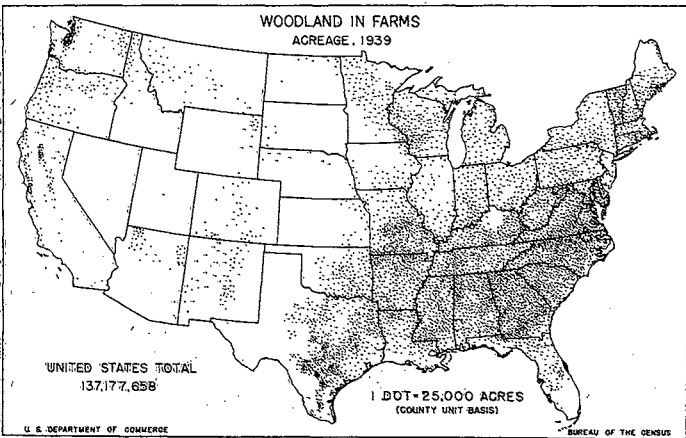 WOODLAND IN FARMS
ACREAGE, 1939
UNITED STATES TOTAL
137,177,658
1 DOT=25,000 ACRES
(COUNTY UNIT BASIS)
U. S. DEPARTMENT OF COMMERCE
BUREAU OF THE CENSUS